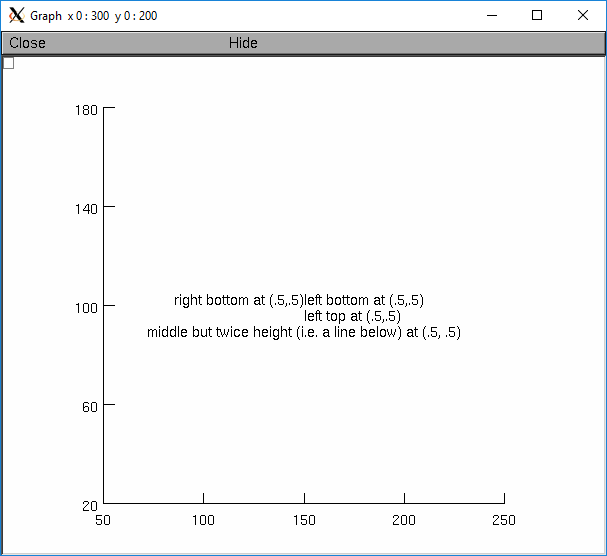 Graph x 0 : 300 y 0 : 200
Close Hide
180
140
right bottom at (.5,.5)left bottom at (.5,.5)
100
left top at (.5,.5)
middle but twice height (i.e. a line below) at (.5, .5)
60
20
50 100 150 200 250